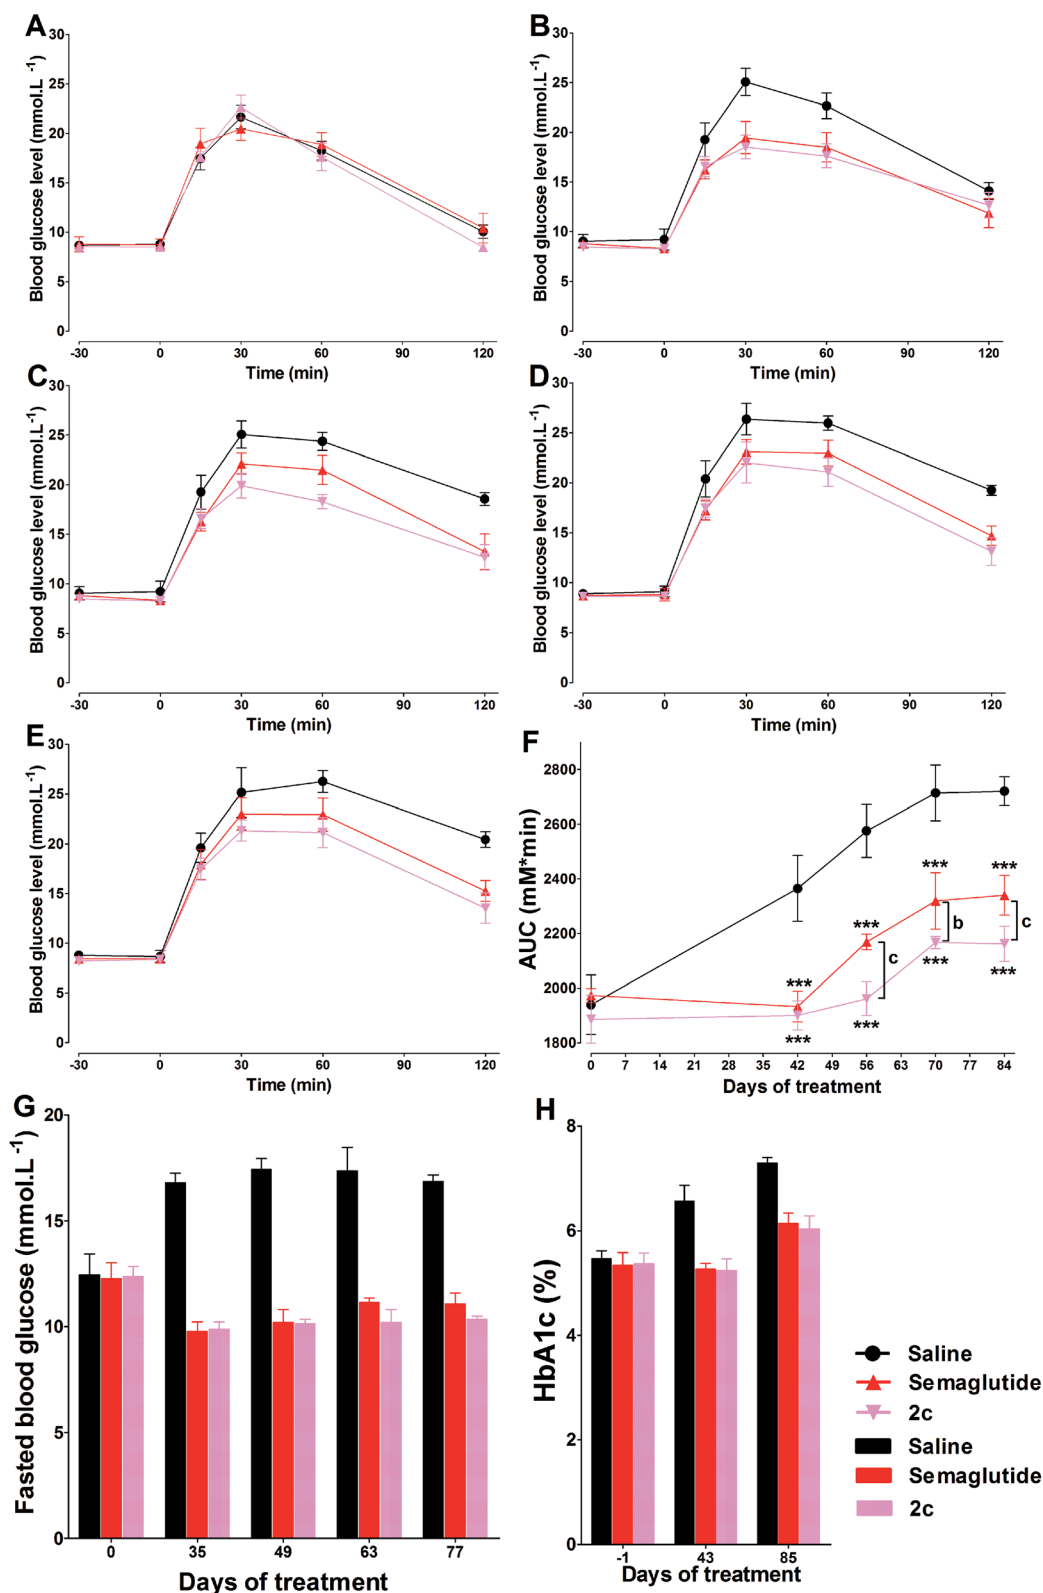 A
Blood glucose level (mmol.L⁻¹)
30
25
20
15
10
5
0
-30 0 30 60 90 120
Time (min)
B
Blood glucose level (mmol.L⁻¹)
30
25
20
15
10
5
0
-30 0 30 60 90 120
Time (min)
C
Blood glucose level (mmol.L⁻¹)
30
25
20
15
10
5
0
-30 0 30 60 90 120
Time (min)
D
Blood glucose level (mmol.L⁻¹)
30
25
20
15
10
5
0
-30 0 30 60 90 120
Time (min)
E
Blood glucose level (mmol.L⁻¹)
30
25
20
15
10
5
0
-30 0 30 60 90 120
Time (min)
F
AUC (mM*min)
2800
2600
2400
2200
2000
1800
*** ***
b c
***
*** ***
c
***
***
***
0 7 14 21 28 35 42 49 56 63 70 77 84
Days of treatment
G
Fasted blood glucose (mmol.L⁻¹)
20
15
10
5
0
0 35 49 63 77
Days of treatment
H
HbA1c (%)
8
6
4
2
0
-1 43 85
Days of treatment
Saline
Semaglutide
2c
Saline
Semaglutide
2c